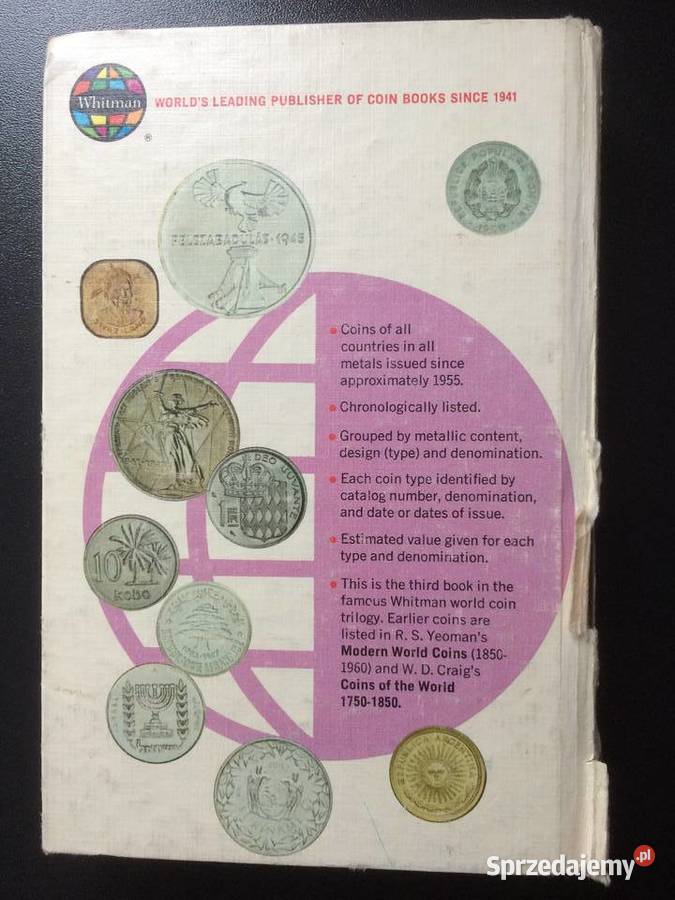 Whitman
®
WORLD'S LEADING PUBLISHER OF COIN BOOKS SINCE 1941
FELSZABADULÁS·1945
SWAZILAND
• Coins of all
countries in all
metals issued since
approximately 1955.
• Chronologically listed.
• Grouped by metallic content,
design (type) and denomination.
• Each coin type identified by
catalog number, denomination,
and date or dates of issue.
• Estimated value given for each
type and denomination.
• This is the third book in the
famous Whitman world coin
trilogy. Earlier coins are
listed in R. S. Yeoman's
Modern World Coins (1850-
1960) and W. D. Craig's
Coins of the World
1750-1850.
DEO JUVANTE
10
kobo
REPUBLICA ARGENTINA
Sprzedajemy.pl